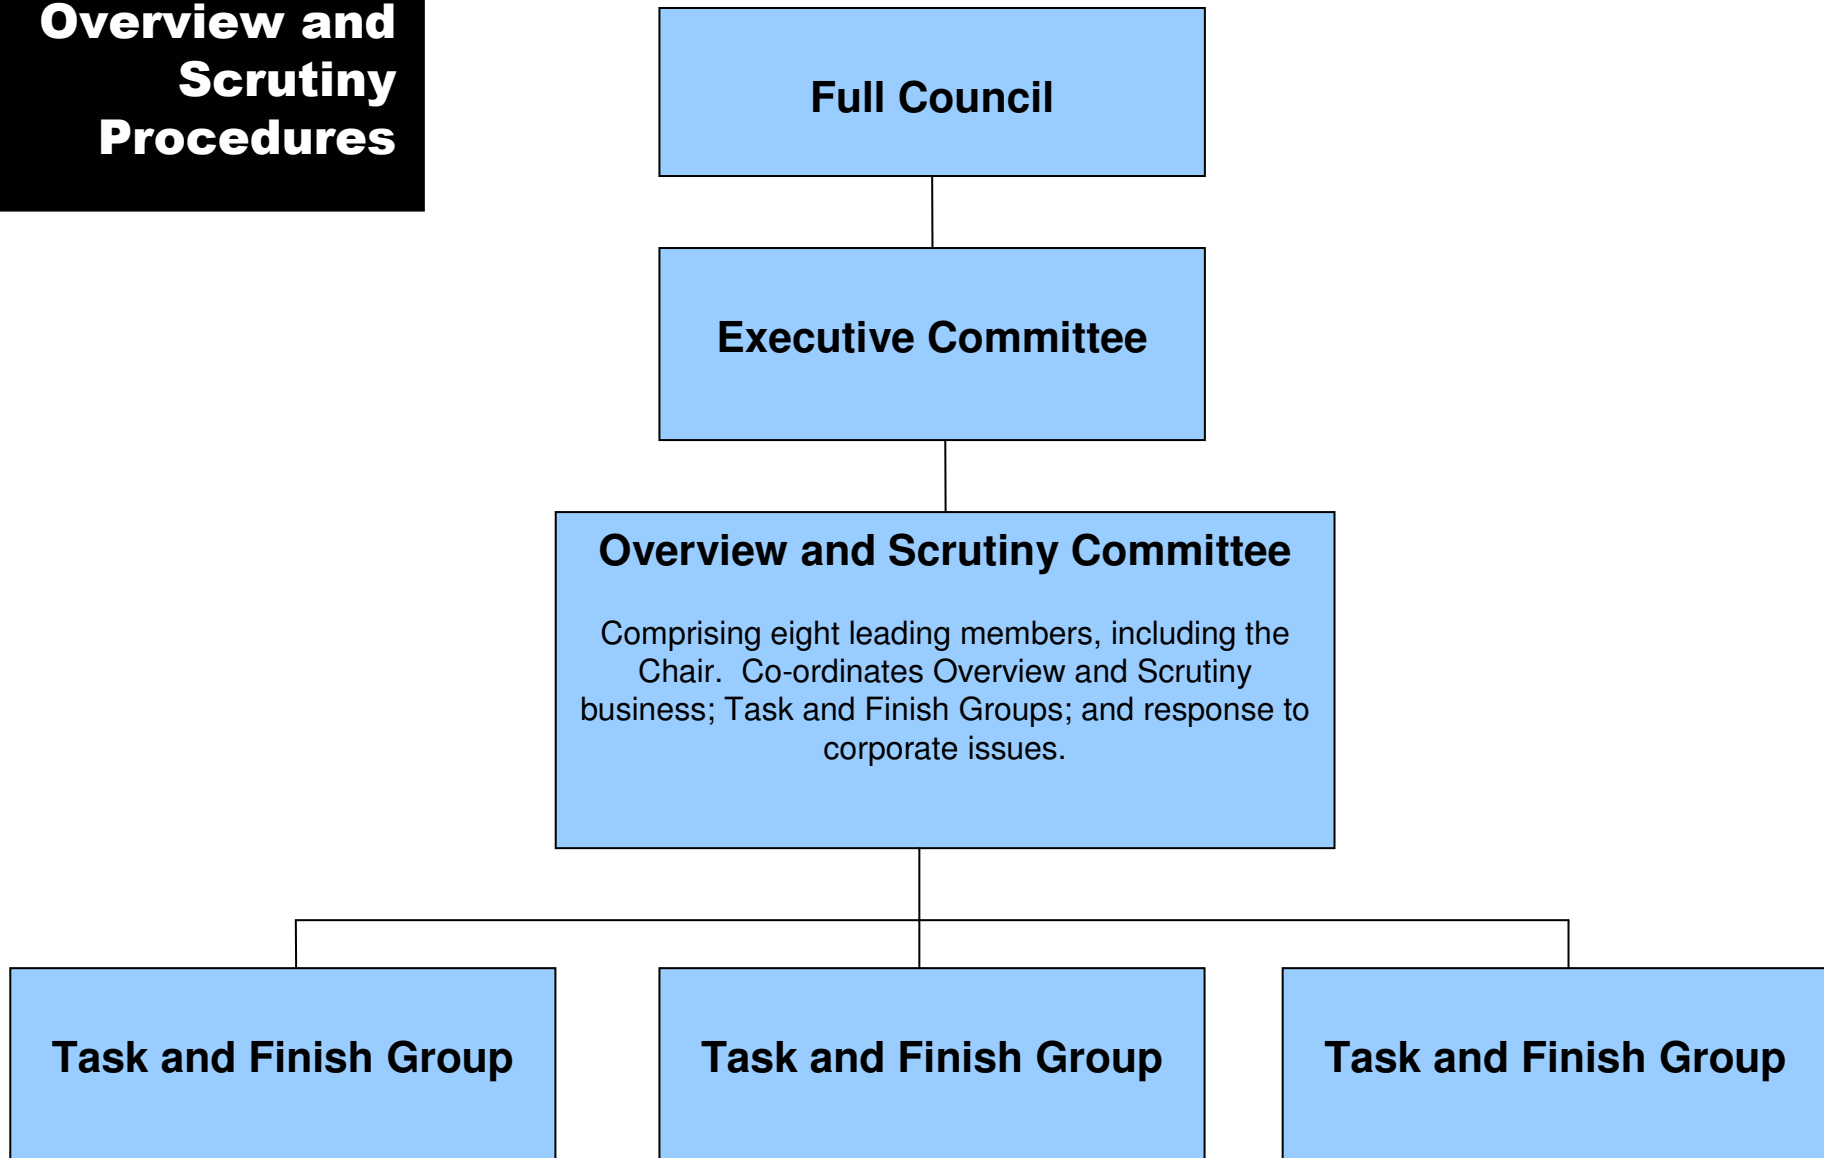 Overview and
Scrutiny
Procedures
Full Council
Executive Committee
Overview and Scrutiny Committee
Comprising eight leading members, including the
Chair.  Co-ordinates Overview and Scrutiny
business; Task and Finish Groups; and response to
corporate issues.
Task and Finish Group
Task and Finish Group
Task and Finish Group